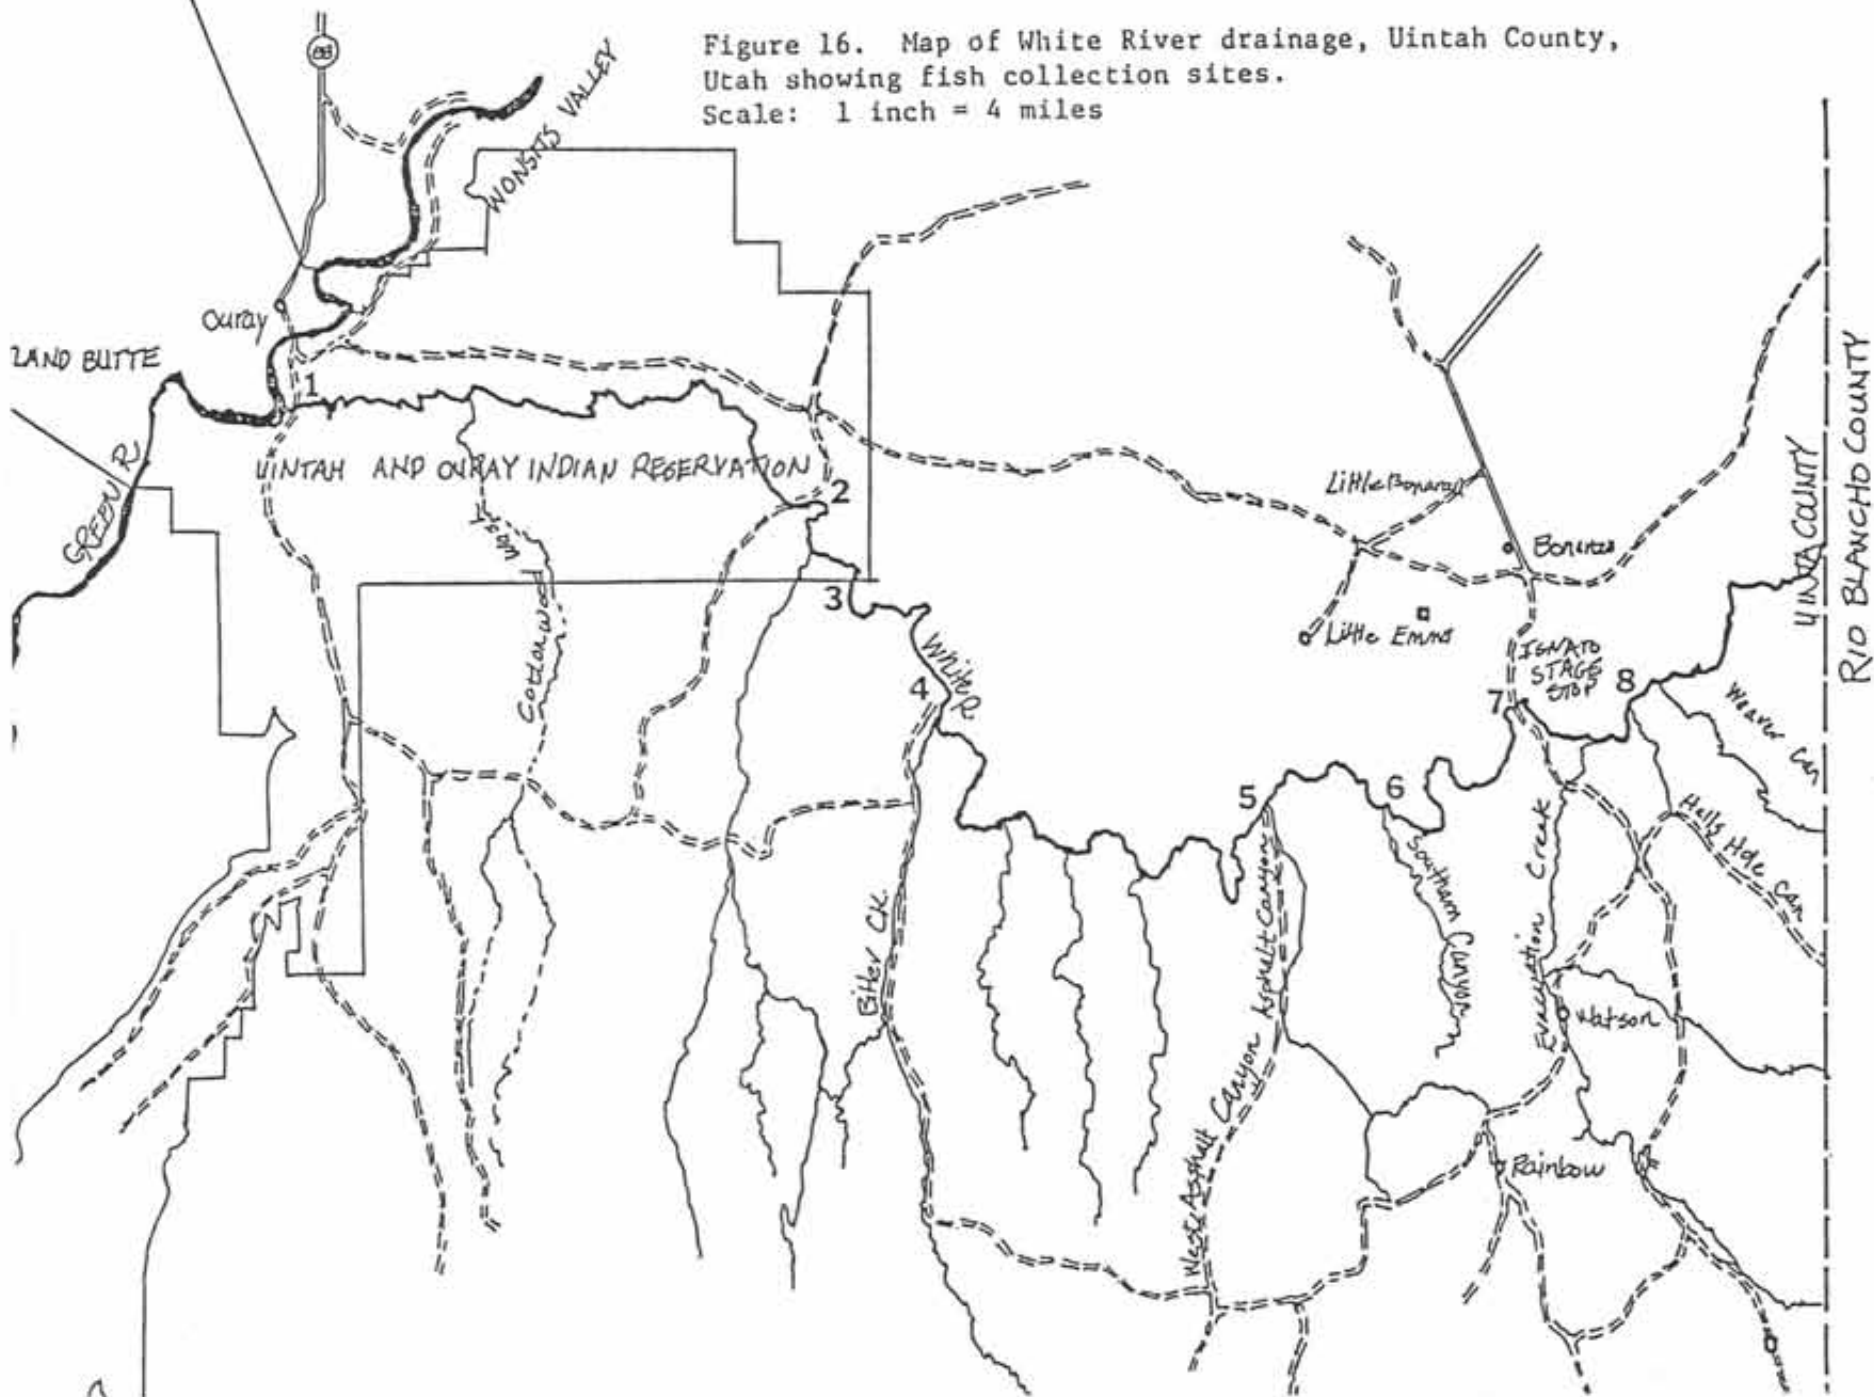 Figure 16. Map of White River drainage, Uintah County,
Utah showing fish collection sites.
Scale: 1 inch = 4 miles
88
WONSITS VALLEY
Ouray
LAND BUTTE
1
GREEN R
UINTAH AND OURAY INDIAN RESERVATION
2
Little Bonanza
Bonanza
UINTA COUNTY
RIO BLANCHO COUNTY
3
Little Emma
IGNATO
STAGE
STOP
White R.
4
7
8
Weaver Can
Cottonwood
Wash
5
6
Hells Hole Can
Southam Canyon
Evacuation Creek
Asphalt Canyon
Bitter CK.
Watson
West Asphalt Canyon
Rainbow